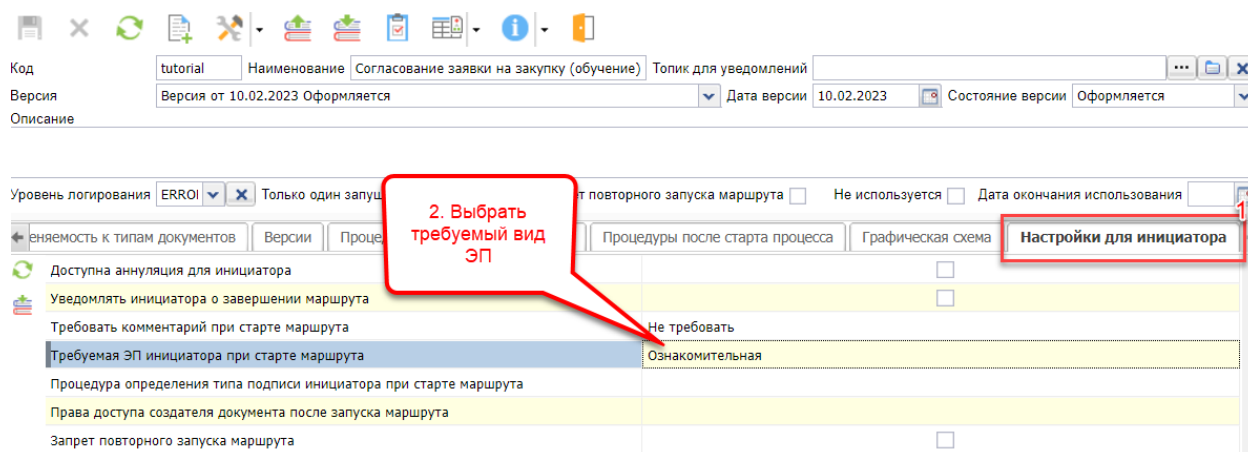 Код tutorial Наименование Согласование заявки на закупку (обучение) Топик для уведомлений
Версия Версия от 10.02.2023 Оформляется Дата версии 10.02.2023 Состояние версии Оформляется
Описание
Уровень логирования ERROI Только один запущ т повторного запуска маршрута Не используется Дата окончания использования
1
2. Выбрать
требуемый вид
ЭП
еняемость к типам документов Версии Процед Процедуры после старта процесса Графическая схема Настройки для инициатора
Доступна аннуляция для инициатора
Уведомлять инициатора о завершении маршрута
Требовать комментарий при старте маршрута Не требовать
Требуемая ЭП инициатора при старте маршрута Ознакомительная
Процедура определения типа подписи инициатора при старте маршрута
Права доступа создателя документа после запуска маршрута
Запрет повторного запуска маршрута